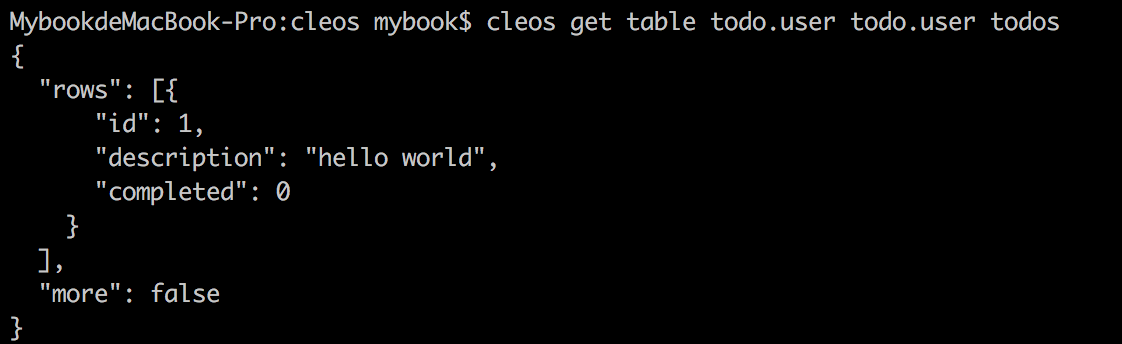 MybookdeMacBook-Pro:cleos mybook$ cleos get table todo.user todo.user todos
{
  "rows": [{
      "id": 1,
      "description": "hello world",
      "completed": 0
    }
  ],
  "more": false
}